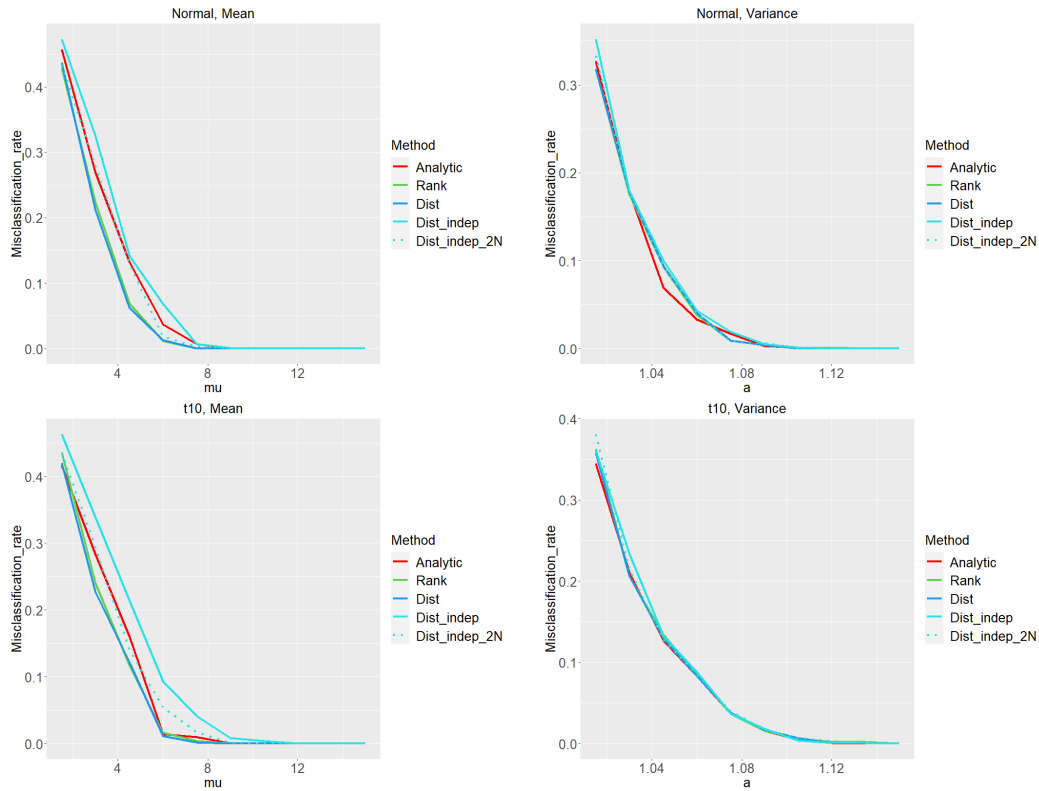 Normal, Mean
Misclassification_rate
0.4
0.3
0.2
0.1
0.0
4 8 12
mu
Method
Analytic
Rank
Dist
Dist_indep
Dist_indep_2N
Normal, Variance
Misclassification_rate
0.3
0.2
0.1
0.0
1.04 1.08 1.12
a
Method
Analytic
Rank
Dist
Dist_indep
Dist_indep_2N
t10, Mean
Misclassification_rate
0.4
0.3
0.2
0.1
0.0
4 8 12
mu
Method
Analytic
Rank
Dist
Dist_indep
Dist_indep_2N
t10, Variance
Misclassification_rate
0.4
0.3
0.2
0.1
0.0
1.04 1.08 1.12
a
Method
Analytic
Rank
Dist
Dist_indep
Dist_indep_2N